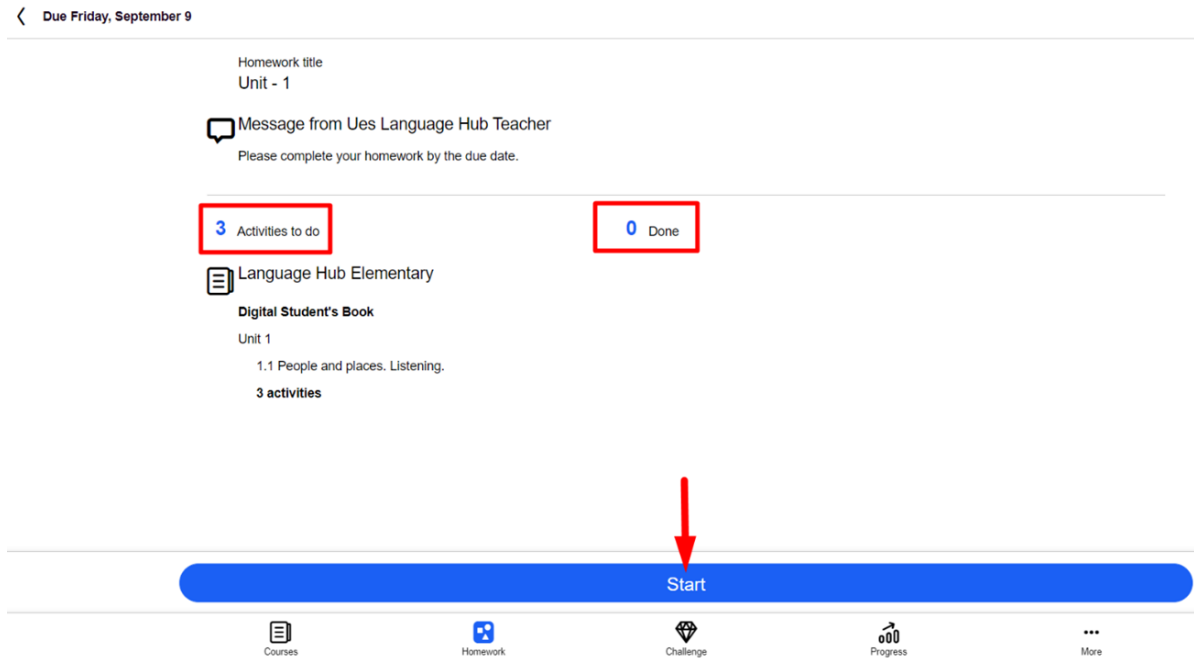 Due Friday, September 9
Homework title
Unit - 1
Message from Ues Language Hub Teacher
Please complete your homework by the due date.
3 Activities to do
0 Done
Language Hub Elementary
Digital Student's Book
Unit 1
1.1 People and places. Listening.
3 activities
Start
Courses
Homework
Challenge
Progress
More